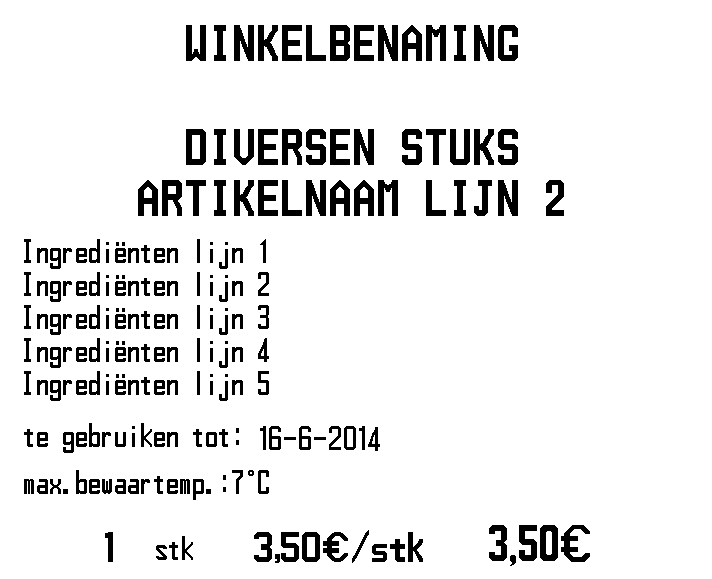 WINKELBENAMING
DIVERSEN STUKS
ARTIKELNAAM LIJN 2
Ingrediënten lijn 1
Ingrediënten lijn 2
Ingrediënten lijn 3
Ingrediënten lijn 4
Ingrediënten lijn 5
te gebruiken tot: 16-6-2014
max.bewaartemp.:7°C
1 stk 3,50€/stk 3,50€